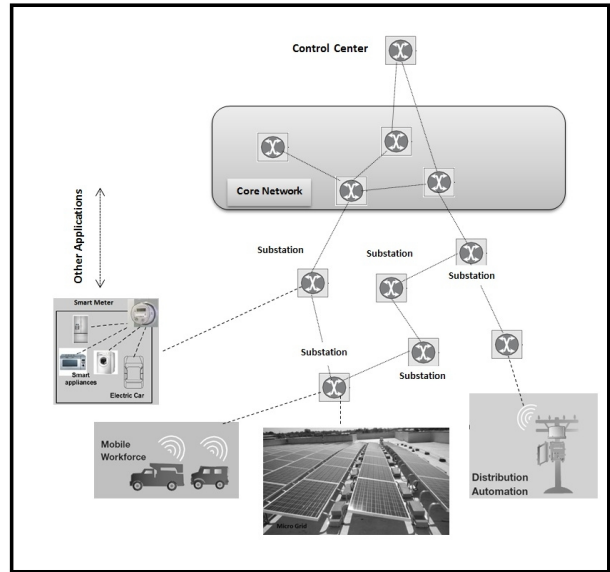 Control Center
Core Network
Other Applications
Substation
Substation
Substation
Smart Meter
Substation
Substation
Smart
appliances
Electric Car
Mobile
Workforce
Micro Grid
Distribution
Automation